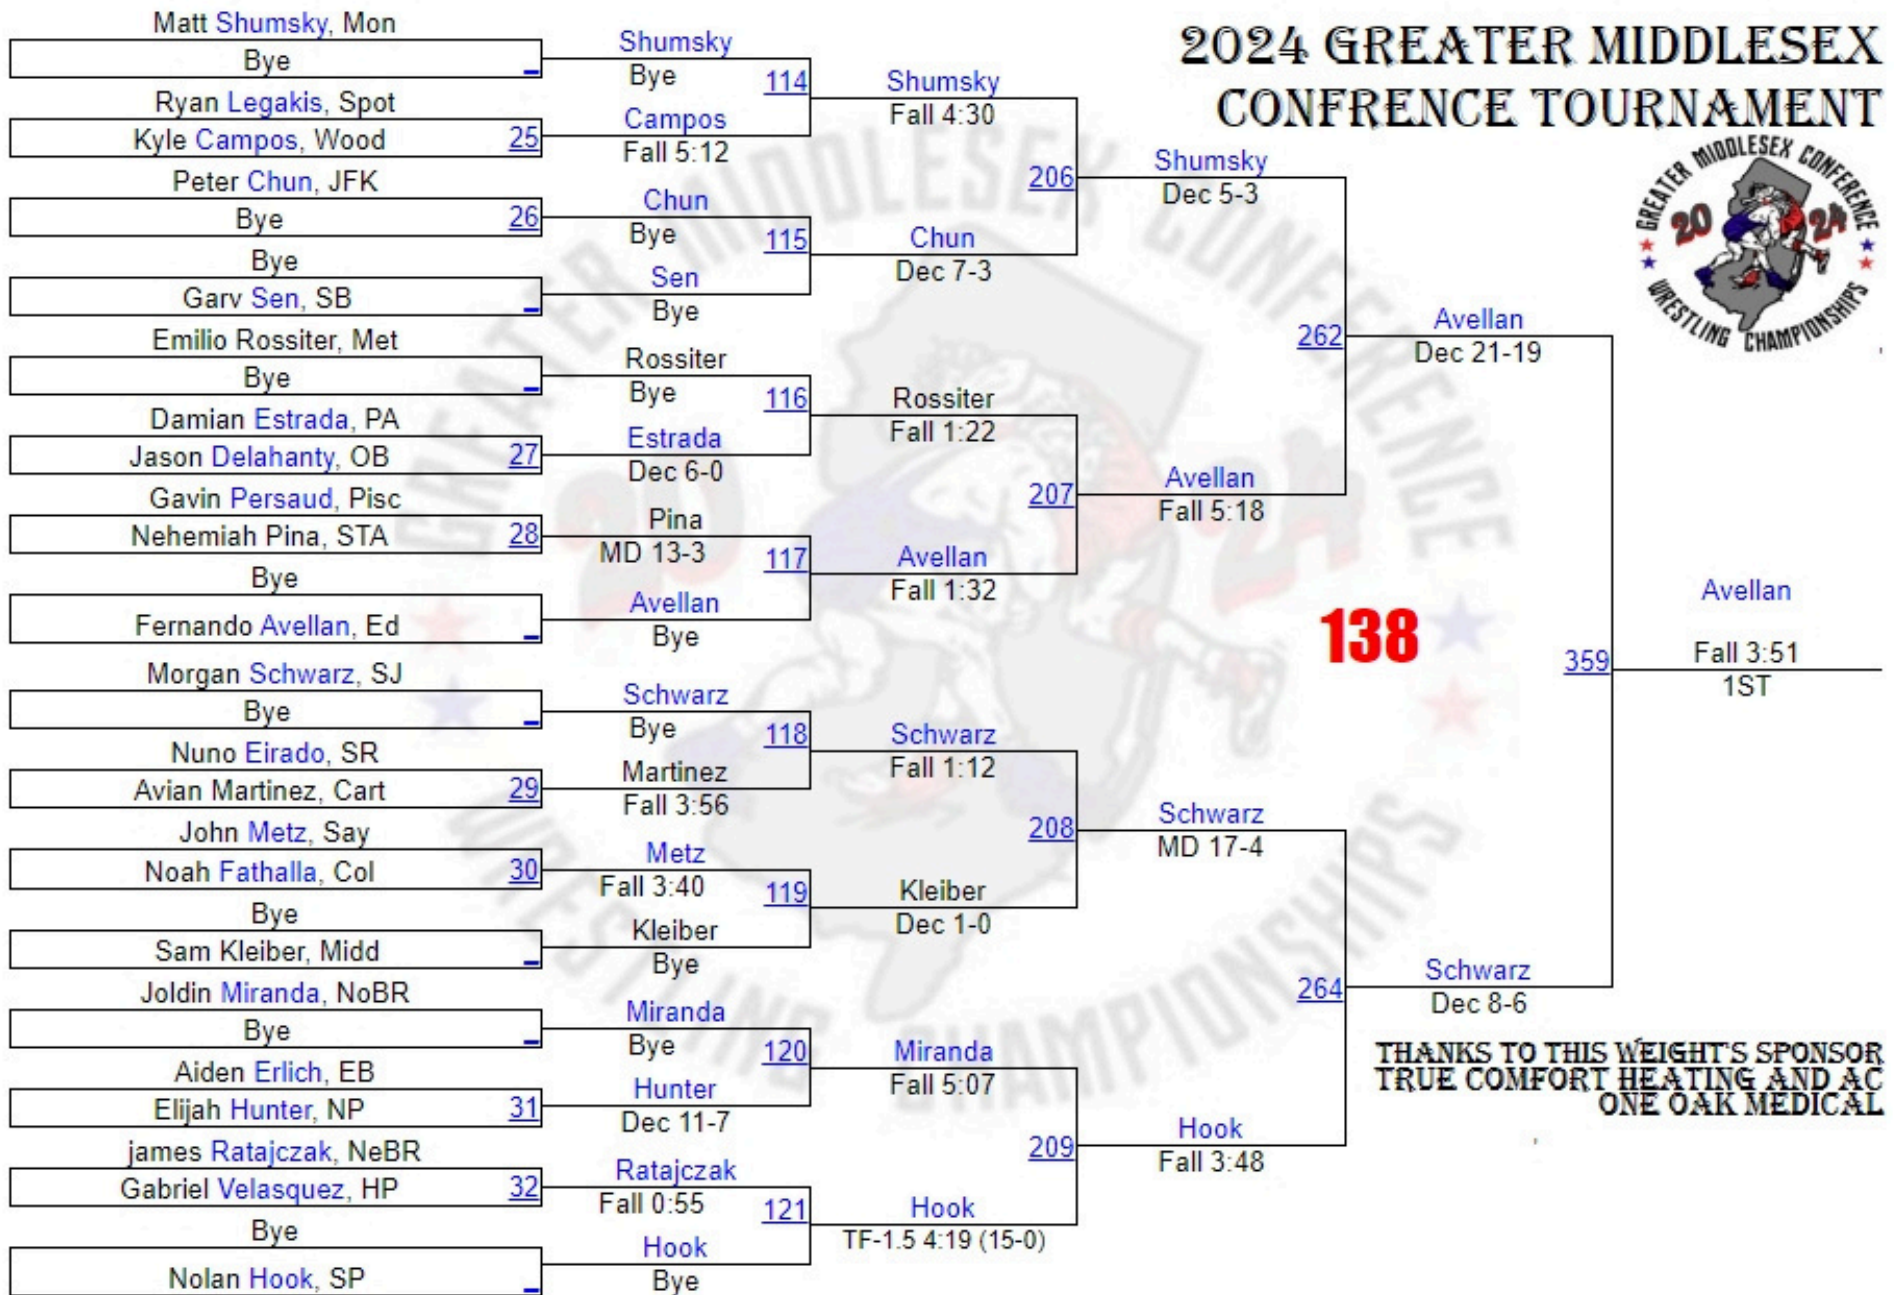 2024 GREATER MIDDLESEX
CONFRENCE TOURNAMENT
GREATER MIDDLESEX CONFERENCE
20 24
WRESTLING CHAMPIONSHIPS
Matt Shumsky, Mon
Bye
Ryan Legakis, Spot
Kyle Campos, Wood
25
Peter Chun, JFK
Bye
26
Bye
Garv Sen, SB
Emilio Rossiter, Met
Bye
Damian Estrada, PA
Jason Delahanty, OB
27
Gavin Persaud, Pisc
Nehemiah Pina, STA
28
Bye
Fernando Avellan, Ed
Morgan Schwarz, SJ
Bye
Nuno Eirado, SR
Avian Martinez, Cart
29
John Metz, Say
Noah Fathalla, Col
30
Bye
Sam Kleiber, Midd
Joldin Miranda, NoBR
Bye
Aiden Erlich, EB
Elijah Hunter, NP
31
james Ratajczak, NeBR
Gabriel Velasquez, HP
32
Bye
Nolan Hook, SP
Shumsky
Bye
114
Campos
Fall 5:12
Chun
Bye
115
Sen
Bye
Rossiter
Bye
116
Estrada
Dec 6-0
Pina
MD 13-3
117
Avellan
Bye
Schwarz
Bye
118
Martinez
Fall 3:56
Metz
Fall 3:40
119
Kleiber
Bye
Miranda
Bye
120
Hunter
Dec 11-7
Ratajczak
Fall 0:55
121
Hook
Bye
Shumsky
Fall 4:30
206
Chun
Dec 7-3
Rossiter
Fall 1:22
207
Avellan
Fall 1:32
Schwarz
Fall 1:12
208
Kleiber
Dec 1-0
Miranda
Fall 5:07
209
Hook
TF-1.5 4:19 (15-0)
Shumsky
Dec 5-3
262
Avellan
Fall 5:18
Schwarz
MD 17-4
264
Hook
Fall 3:48
Avellan
Dec 21-19
138
359
Schwarz
Dec 8-6
Avellan
Fall 3:51
1ST
THANKS TO THIS WEIGHT'S SPONSOR
TRUE COMFORT HEATING AND AC
ONE OAK MEDICAL
GREATER MIDDLESEX CONFERENCE
20 24
WRESTLING CHAMPIONSHIPS